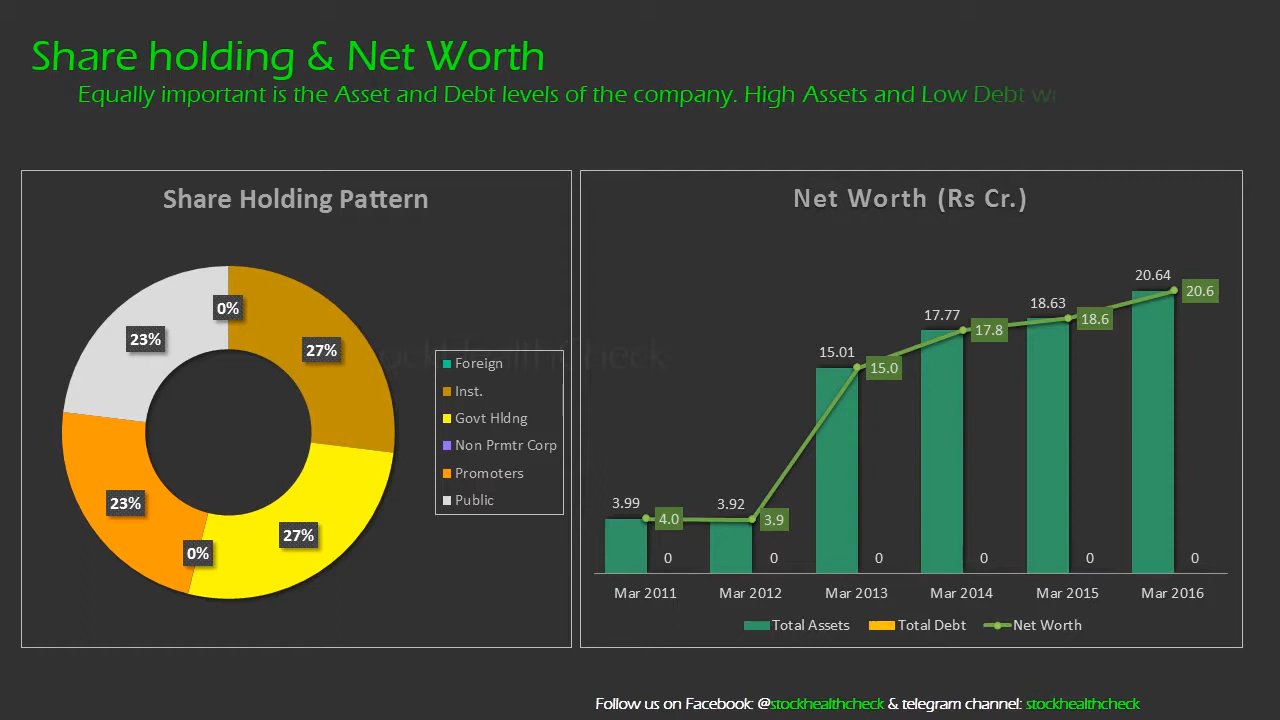 Share holding & Net Worth
Equally important is the Asset and Debt levels of the company. High Assets and Low Debt
Share Holding Pattern
0%
27%
23%
23%
0%
27%
StockHealthCheck
Foreign
Inst.
Govt Hldng
Non Prmtr Corp
Promoters
Public
Net Worth (Rs Cr.)
20.64
20.6
18.63
18.6
17.77
17.8
15.01
15.0
3.99
4.0
3.92
3.9
0 0 0 0 0 0
Mar 2011 Mar 2012 Mar 2013 Mar 2014 Mar 2015 Mar 2016
Total Assets Total Debt Net Worth
Follow us on Facebook: @stockhealthcheck & telegram channel: stockhealthcheck